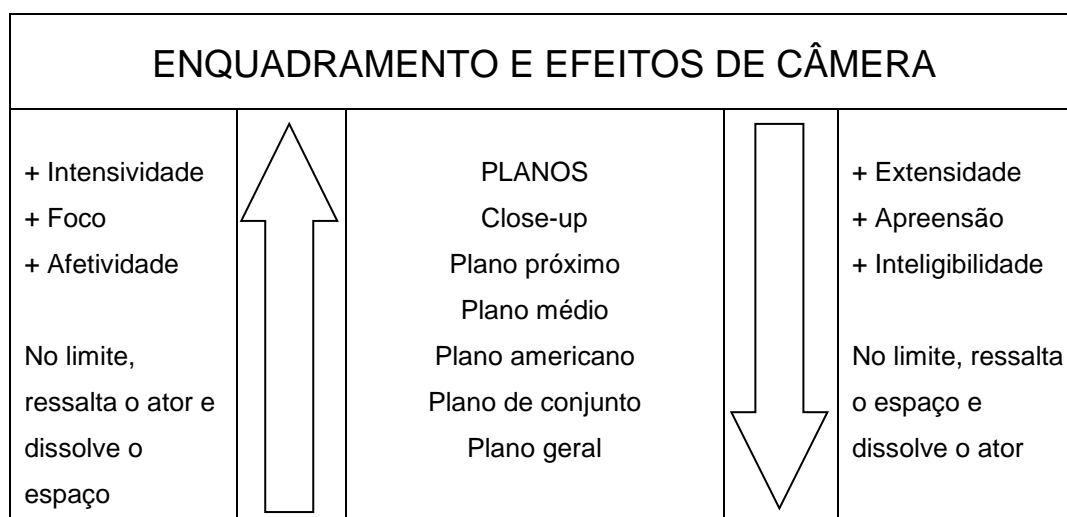 ENQUADRAMENTO E EFEITOS DE CÂMERA
+ Intensividade
+ Foco
+ Afetividade
No limite,
ressalta o ator e
dissolve o
espaço
PLANOS
Close-up
Plano próximo
Plano médio
Plano americano
Plano de conjunto
Plano geral
+ Extensidade
+ Apreensão
+ Inteligibilidade
No limite, ressalta
o espaço e
dissolve o ator